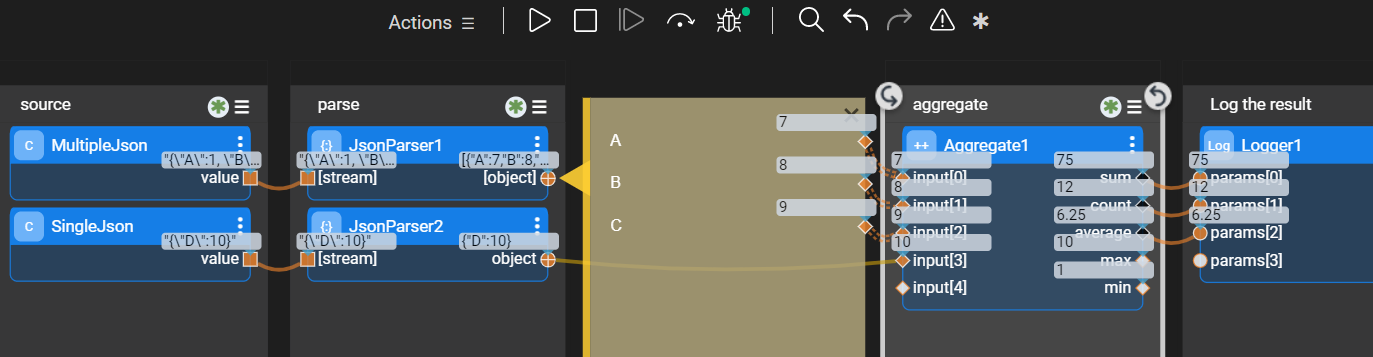 Actions
source
parse
aggregate
Log the result
C MultipleJson
"{\"A\":1, \"B\...
value
C SingleJson
"{\"D\":10}"
value
{:} JsonParser1
"{\"A\":1, \"B\...
[{"A":7,"B":8,"...
[stream]
[object]
{:} JsonParser2
"{\"D\":10}"
{"D":10}
[stream]
object
A
7
B
8
C
9
++ Aggregate1
7
75
input[0]
sum
8
12
input[1]
count
9
6.25
input[2]
average
10
10
input[3]
max
1
input[4]
min
Log Logger1
75
params[0]
12
params[1]
6.25
params[2]
params[3]